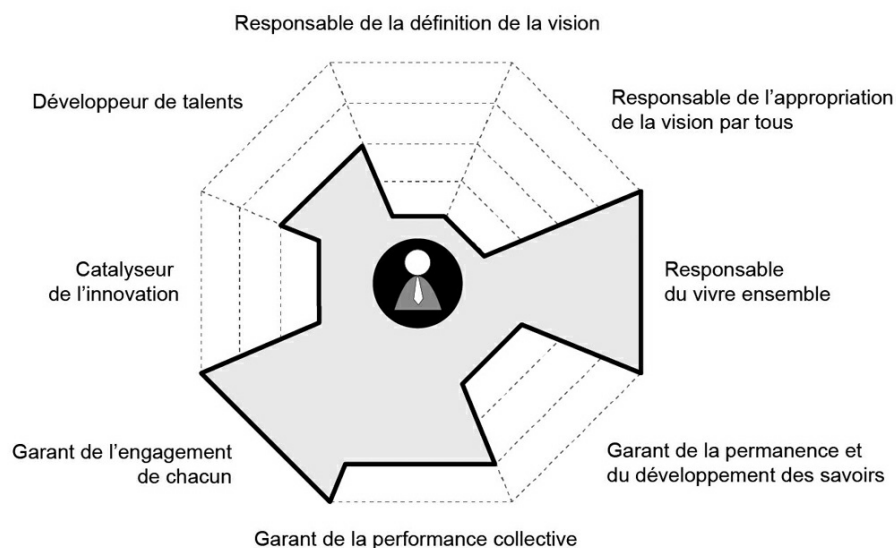 Responsable de la définition de la vision
Développeur de talents
Responsable de l’appropriation
de la vision par tous
Catalyseur
de l’innovation
Responsable
du vivre ensemble
Garant de l’engagement
de chacun
Garant de la permanence et
du développement des savoirs
Garant de la performance collective